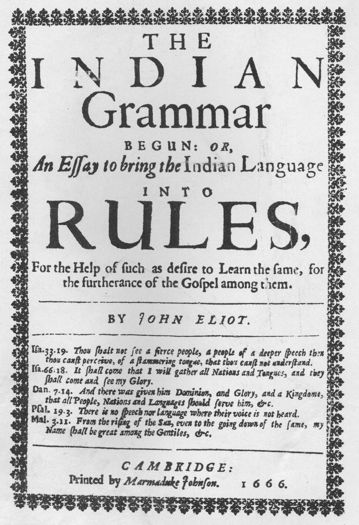 THE
INDIAN
Grammar
BEGUN: OR,
An Eſſay to bring the Indian Language
INTO
RULES,
For the Help of ſuch as deſire to Learn the ſame, for
the furtherance of the Goſpel among them.
BY JOHN ELIOT.
Iſa. 33. 19. Thou ſhalt not ſee a fierce people, a people of a deeper ſpeech then
thou canſt perceive, of a ſtammering tongue, that thou canſt not underſtand.
Iſa. 66. 18. It ſhall come that I will gather all Nations and Tongues, and they
ſhall come and ſee my Glory.
Dan. 7. 14. And there was given him Dominion, and Glory, and a Kingdome,
that all People, Nations and Languages ſhould ſerve him, &c.
Pſal. 19. 3. There is no ſpeech nor language where their voice is not heard.
Mal. 3. 11. From the riſing of the Sun, even to the going down of the ſame, my
Name ſhall be great among the Gentiles, &c.
CAMBRIDGE:
Printed by Marmaduke Johnſon. 1666.